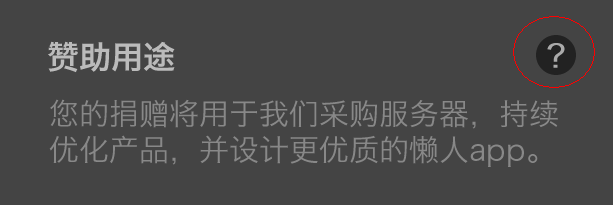 赞助用途
?
您的捐赠将用于我们采购服务器，持续
优化产品，并设计更优质的懒人app。